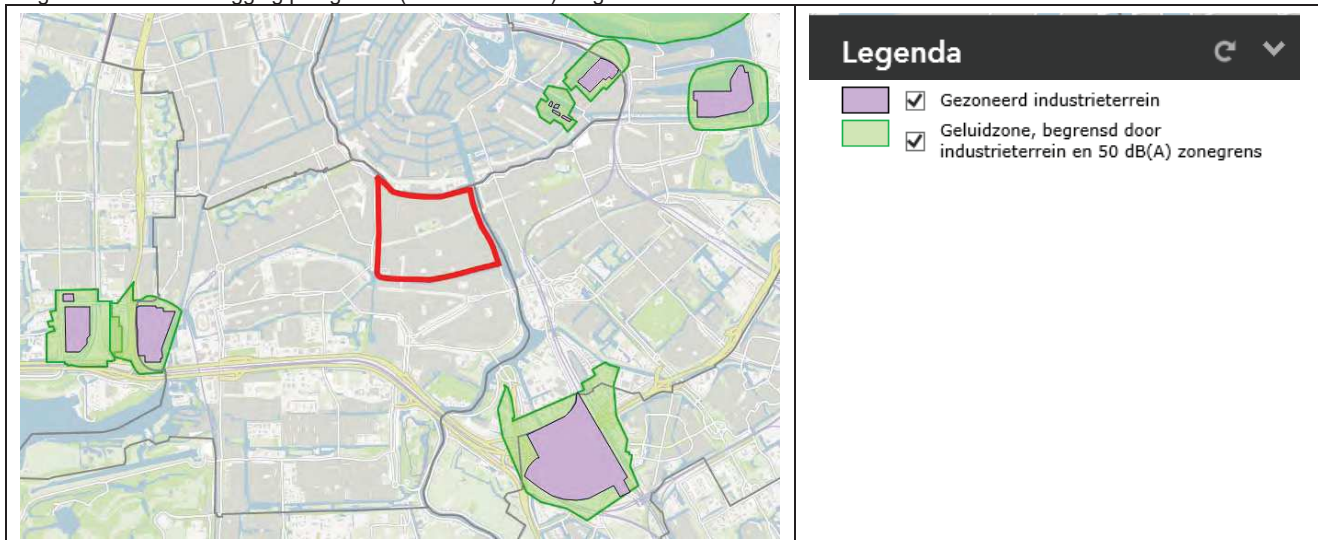 Legenda
Gezoneerd industrieterrein
Geluidzone, begrensd door
industrieterrein en 50 dB(A) zonegrens